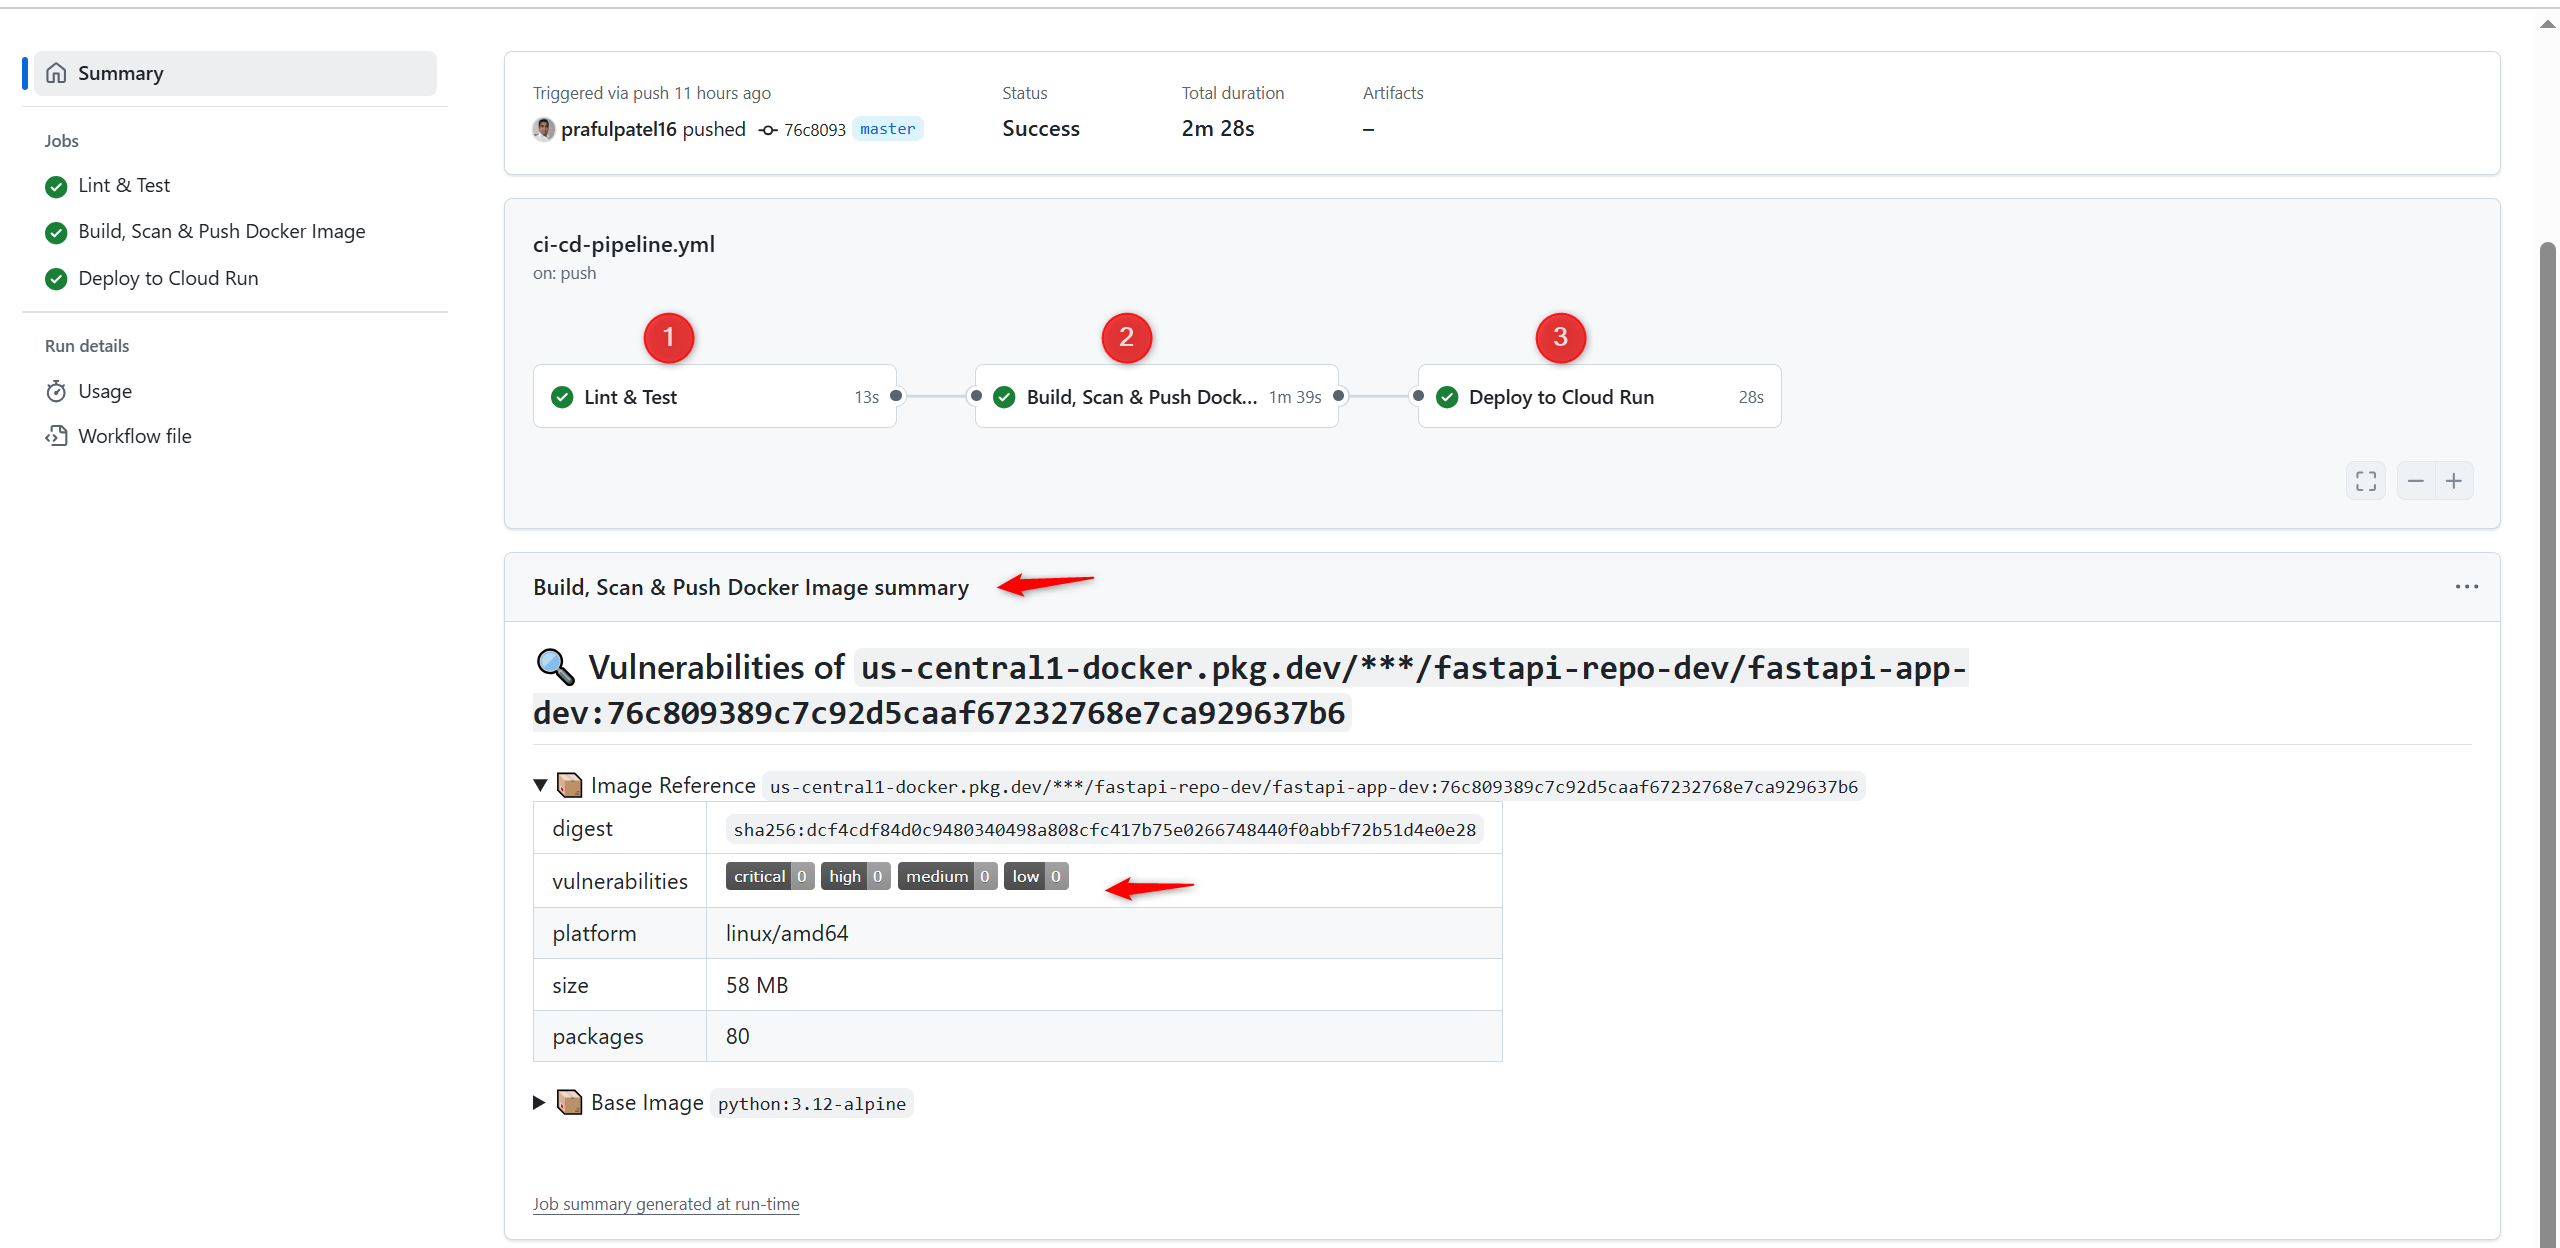 Summary
Jobs
Lint & Test
Build, Scan & Push Docker Image
Deploy to Cloud Run
Run details
Usage
Workflow file
Triggered via push 11 hours ago
prafulpatel16 pushed 76c8093 master
Status
Success
Total duration
2m 28s
Artifacts
–
ci-cd-pipeline.yml
on: push
1
2
3
Lint & Test 13s
Build, Scan & Push Dock... 1m 39s
Deploy to Cloud Run 28s
Build, Scan & Push Docker Image summary
Vulnerabilities of us-central1-docker.pkg.dev/***/fastapi-repo-dev/fastapi-app-
dev:76c809389c7c92d5caaf67232768e7ca929637b6
Image Reference us-central1-docker.pkg.dev/***/fastapi-repo-dev/fastapi-app-dev:76c809389c7c92d5caaf67232768e7ca929637b6
digest sha256:dcf4cdf84d0c9480340498a808cfc417b75e0266748440f0abbf72b51d4e0e28
vulnerabilities critical 0 high 0 medium 0 low 0
platform linux/amd64
size 58 MB
packages 80
Base Image python:3.12-alpine
Job summary generated at run-time